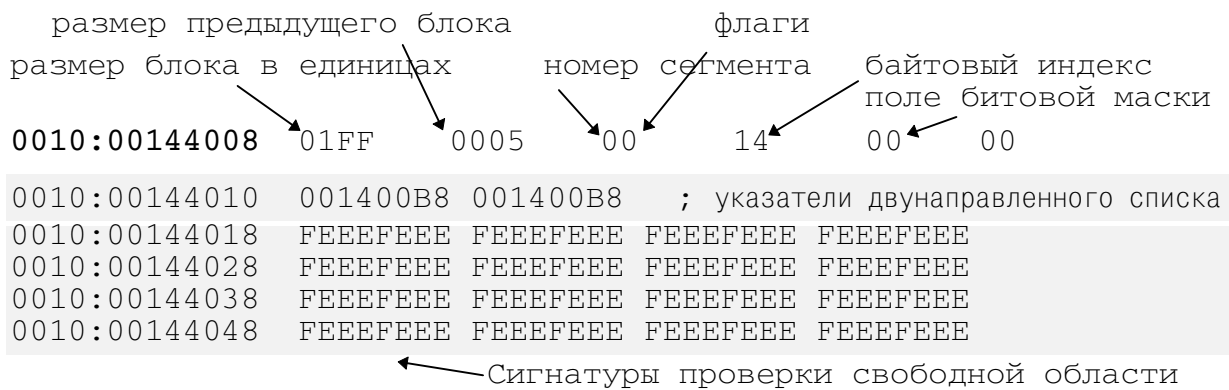 размер предыдущего блока флаги
размер блока в единицах номер сегмента байтовый индекс
поле битовой маски
0010:00144008 01FF 0005 00 14 00 00
0010:00144010 001400B8 001400B8 ; указатели двунаправленного списка
0010:00144018 FEEEFEEE FEEEFEEE FEEEFEEE FEEEFEEE
0010:00144028 FEEEFEEE FEEEFEEE FEEEFEEE FEEEFEEE
0010:00144038 FEEEFEEE FEEEFEEE FEEEFEEE FEEEFEEE
0010:00144048 FEEEFEEE FEEEFEEE FEEEFEEE FEEEFEEE
Сигнатуры проверки свободной области